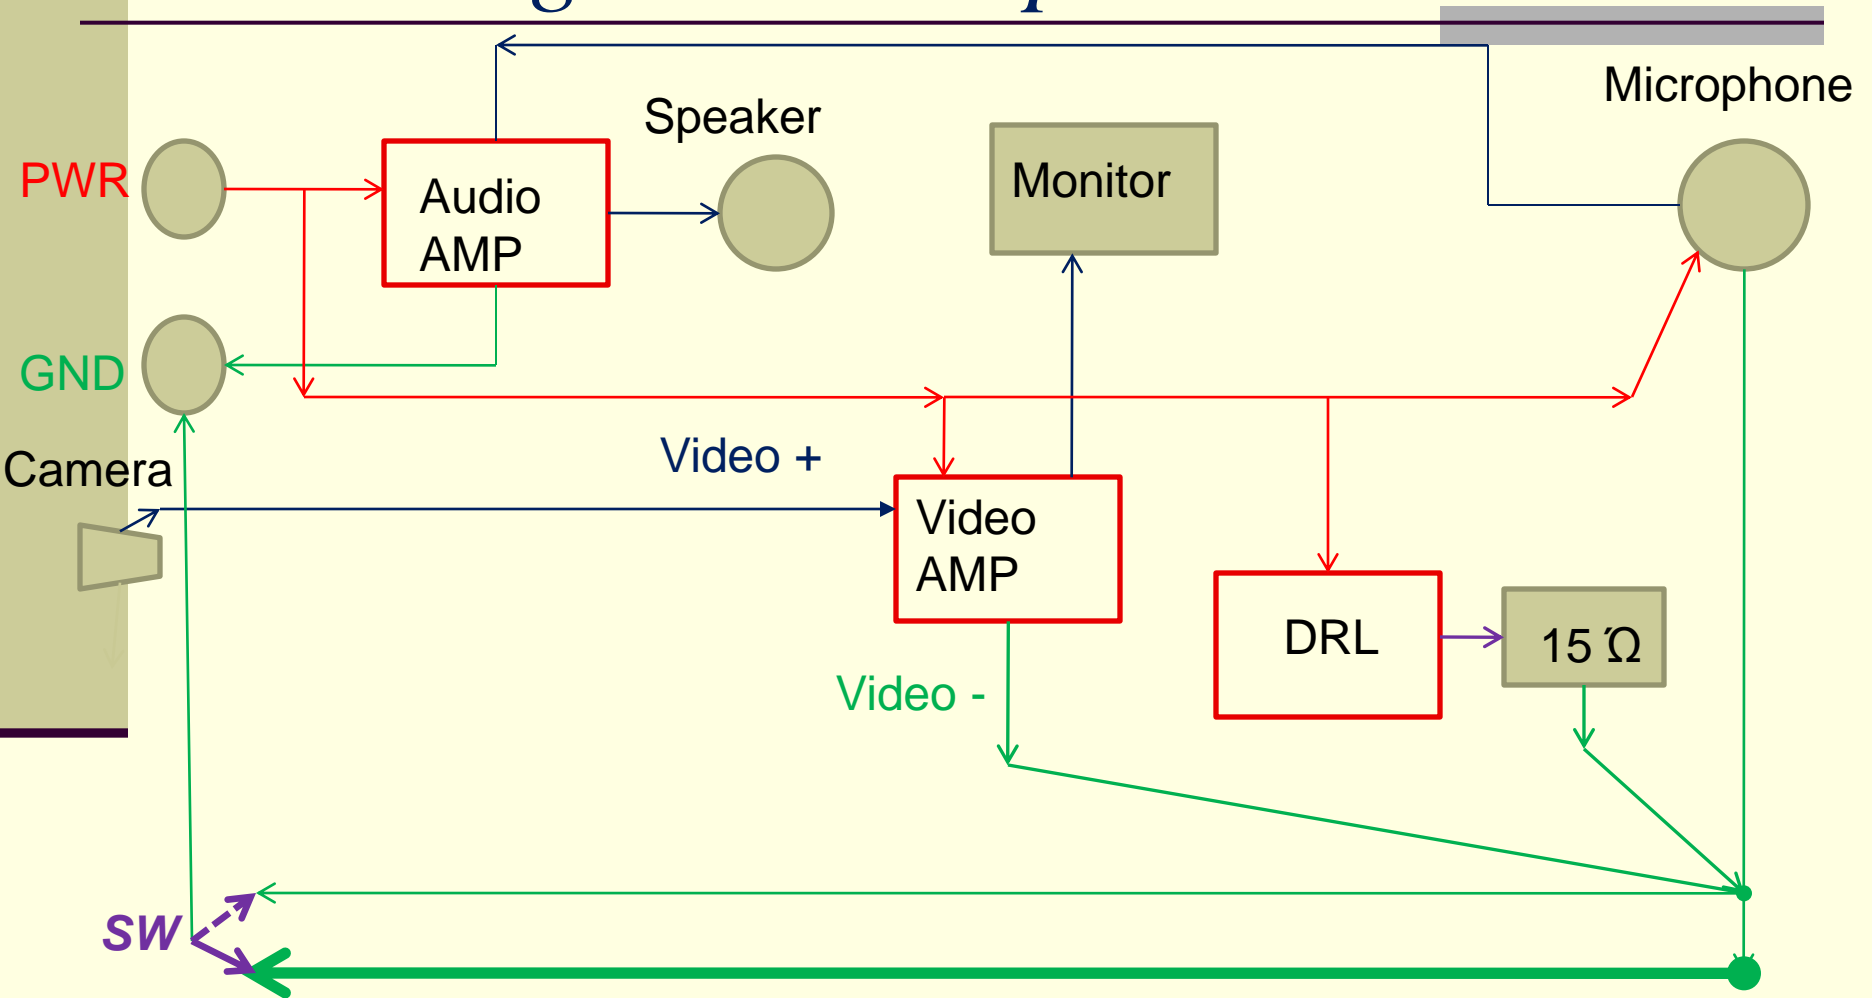 Microphone
Speaker
PWR
Audio
AMP
Monitor
GND
Camera
Video +
Video
AMP
DRL
15 Ώ
Video -
SW